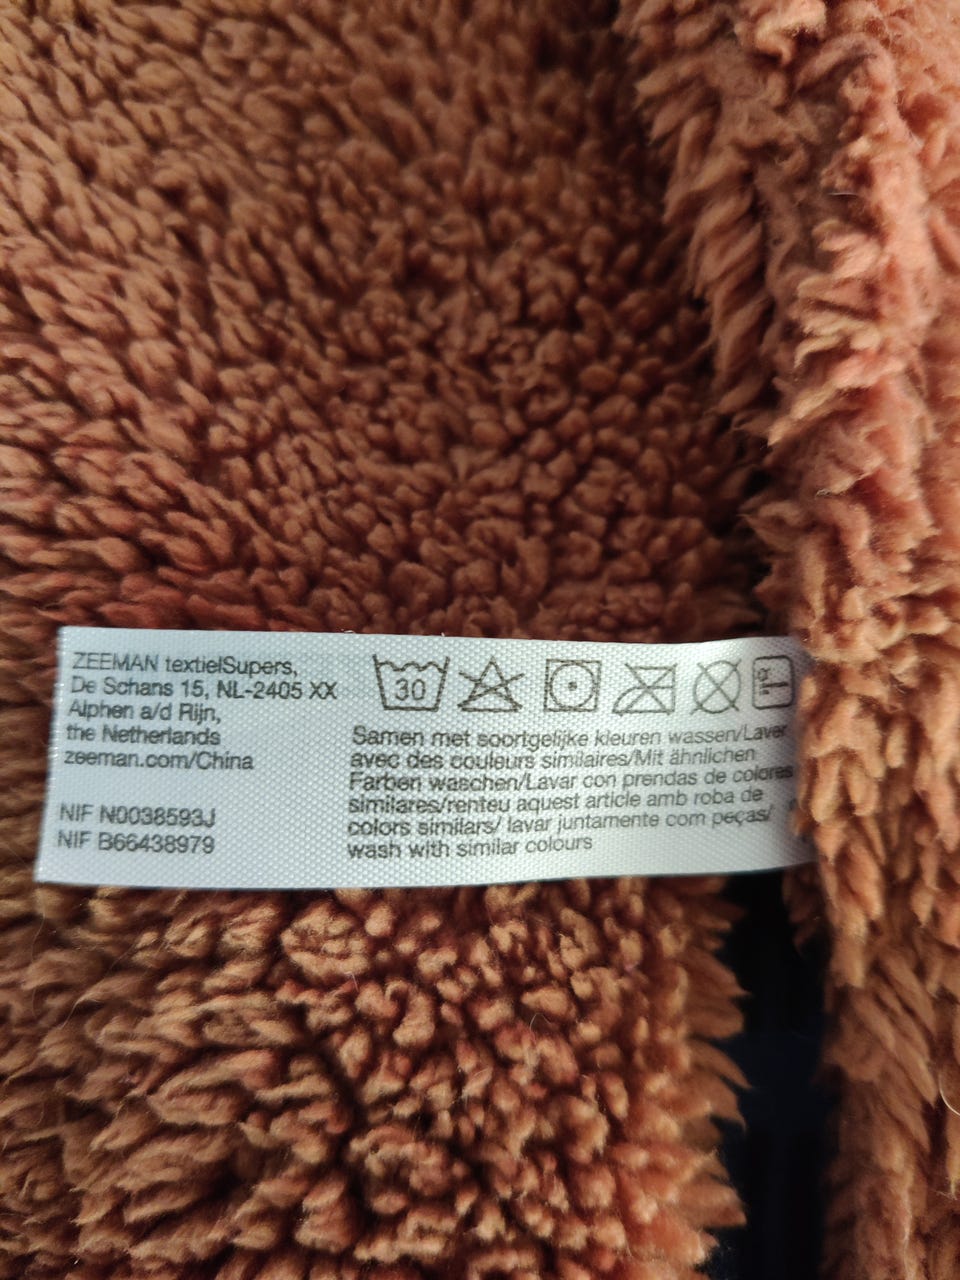 ZEEMAN textielSupers,
De Schans 15, NL-2405 XX
Alphen a/d Rijn,
the Netherlands
zeeman.com/China
NIF N0038593J
NIF B66438979
30
Samen met soortgelijke kleuren wassen/Laver
avec des couleurs similaires/Mit ähnlichen
Farben waschen/Lavar con prendas de colores
similares/renteu aquest article amb roba de
colors similars/ lavar juntamente com peças/
wash with similar colours